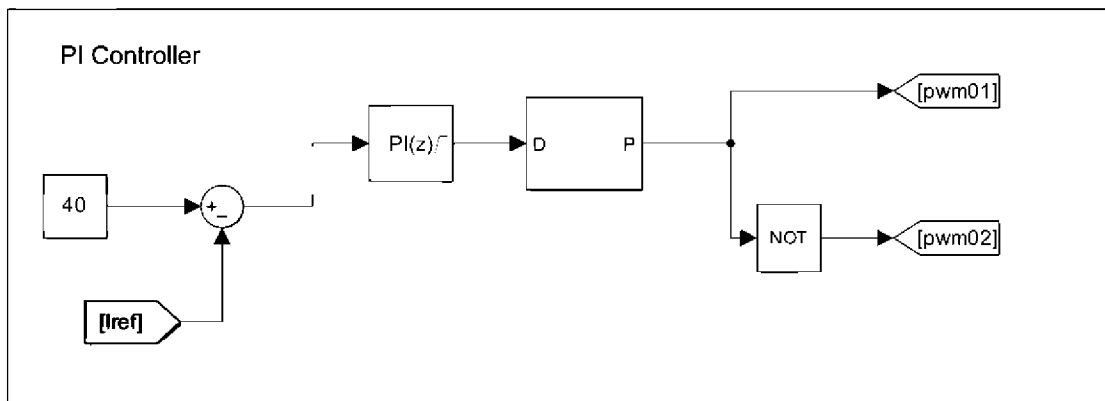 PI Controller
[pwm01]
PI(z)
D
P
40
+
−
NOT
[pwm02]
[Iref]